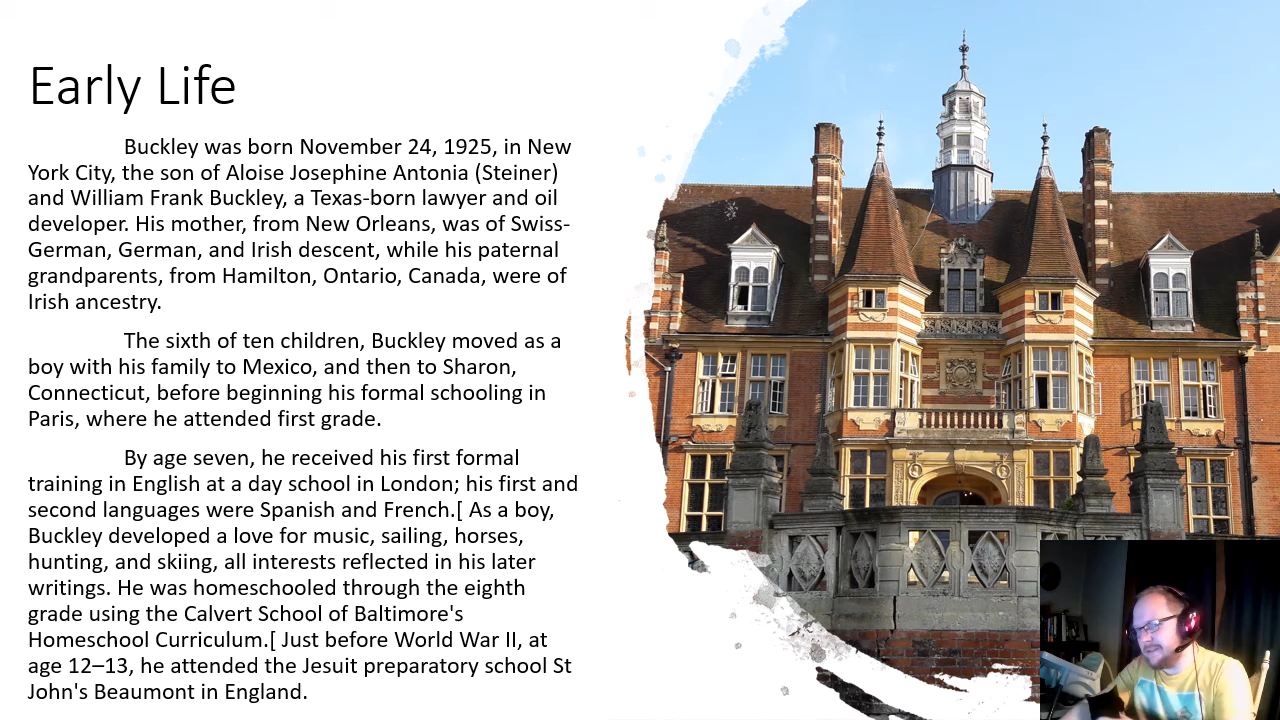 Early Life
Buckley was born November 24, 1925, in New
York City, the son of Aloise Josephine Antonia (Steiner)
and William Frank Buckley, a Texas-born lawyer and oil
developer. His mother, from New Orleans, was of Swiss-
German, German, and Irish descent, while his paternal
grandparents, from Hamilton, Ontario, Canada, were of
Irish ancestry.
The sixth of ten children, Buckley moved as a
boy with his family to Mexico, and then to Sharon,
Connecticut, before beginning his formal schooling in
Paris, where he attended first grade.
By age seven, he received his first formal
training in English at a day school in London; his first and
second languages were Spanish and French.[ As a boy,
Buckley developed a love for music, sailing, horses,
hunting, and skiing, all interests reflected in his later
writings. He was homeschooled through the eighth
grade using the Calvert School of Baltimore's
Homeschool Curriculum.[ Just before World War II, at
age 12–13, he attended the Jesuit preparatory school St
John's Beaumont in England.